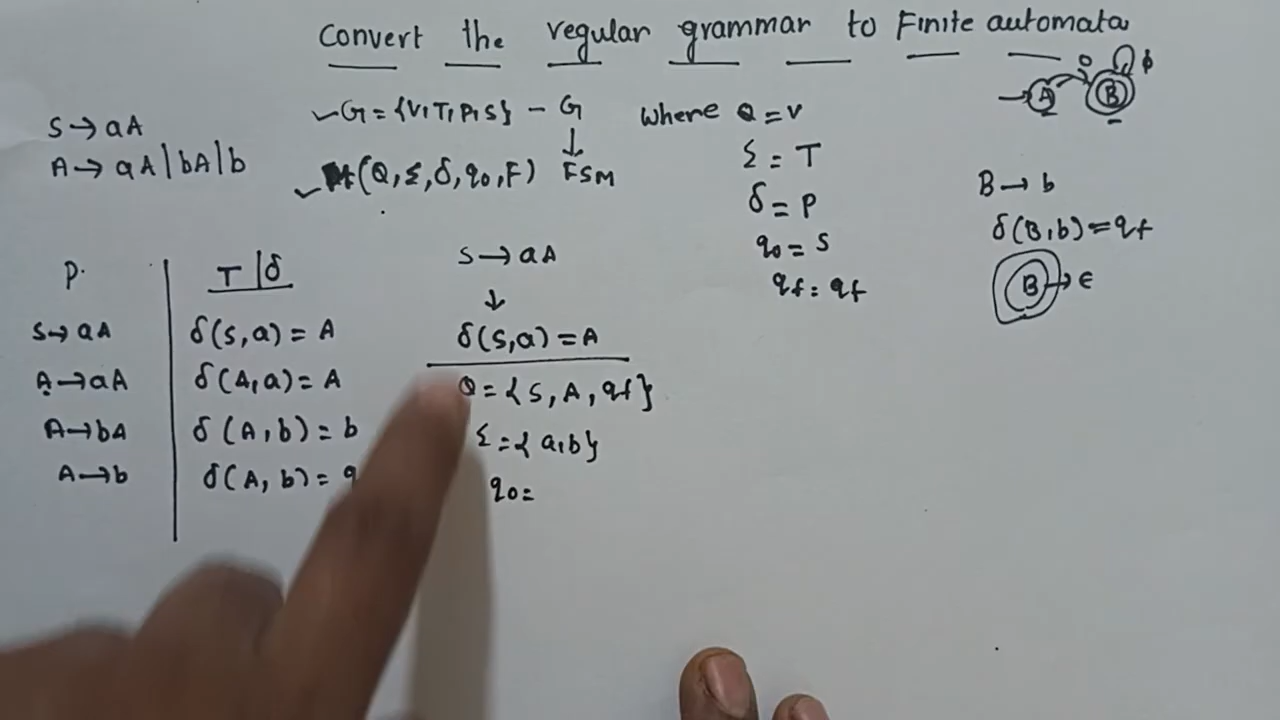 Convert the regular grammar to Finite automata
S → aA
A → aA | bA | b
G = {V, T, P, S} - G
↓
M (Q, Σ, δ, q0, F) FSM
where Q = V
Σ = T
δ = P
q0 = S
qf = qf
A 0 B
B → b
δ(B, b) = qf
B → ε
P.
S → aA
A → aA
A → bA
A → b
T | δ
δ(S, a) = A
δ(A, a) = A
δ(A, b) = b
δ(A, b) = q
S → aA
↓
δ(S, a) = A
Q = {S, A, qf}
Σ = {a, b}
q0 =